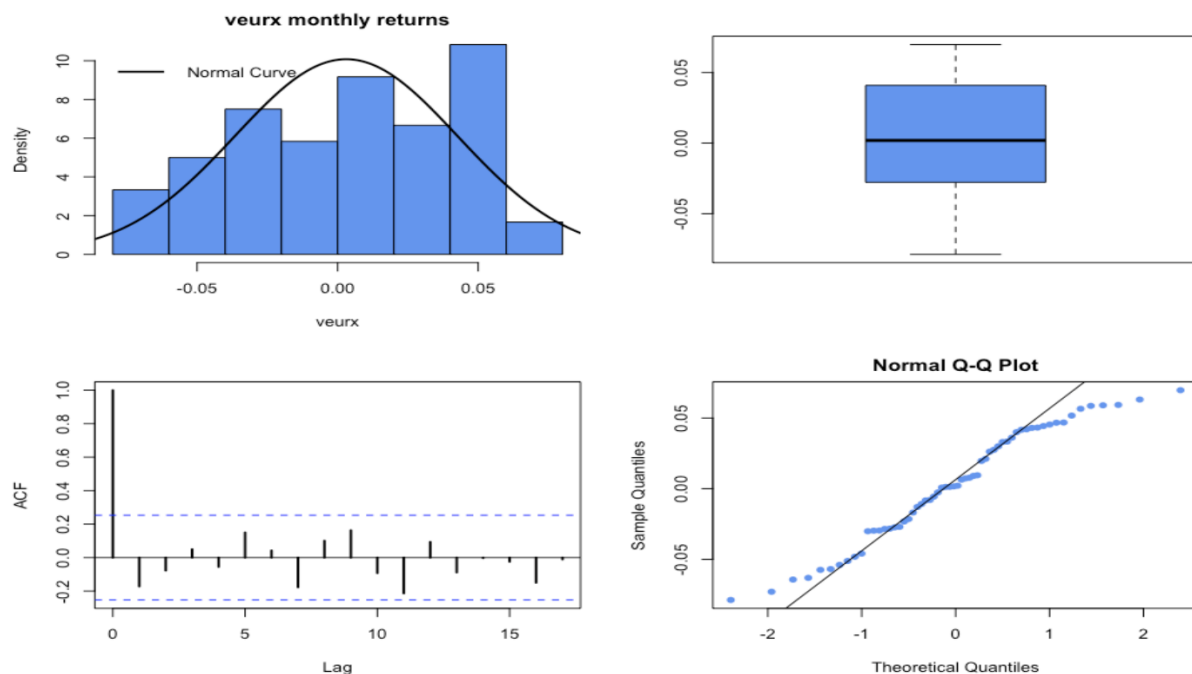 veurx monthly returns
Normal Curve
Density
0 2 4 6 8 10
-0.05 0.00 0.05
veurx
-0.05 0.00 0.05
ACF
-0.2 0.0 0.2 0.4 0.6 0.8 1.0
0 5 10 15
Lag
Normal Q-Q Plot
Sample Quantiles
-0.05 0.00 0.05
-2 -1 0 1 2
Theoretical Quantiles